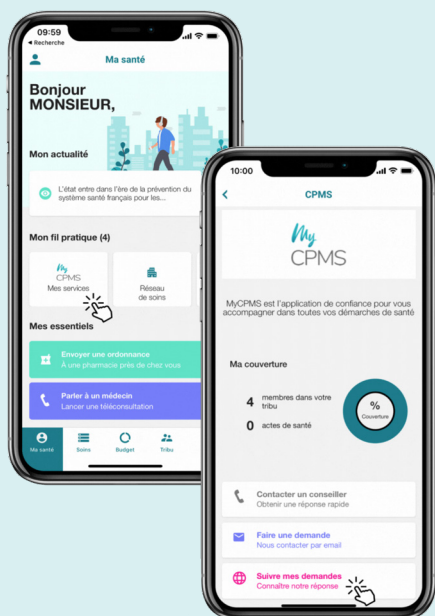 09:59
Recherche
Ma santé
Bonjour
MONSIEUR,
Mon actualité
L'état entre dans l'ère de la prévention du
système santé français pour les...
Mon fil pratique (4)
My
CPMS
Mes services
Réseau
de soins
Mes essentiels
Envoyer une ordonnance
À une pharmacie près de chez vous
Parler à un médecin
Lancer une téléconsultation
Ma santé
Soins
Budget
Tribu
10:00
CPMS
My
CPMS
MyCPMS est l'application de confiance pour vous
accompagner dans toutes vos démarches de santé
Ma couverture
4 membres dans votre
tribu
0 actes de santé
%
Couverture
Contacter un conseiller
Obtenir une réponse rapide
Faire une demande
Nous contacter par email
Suivre mes demandes
Connaître notre réponse